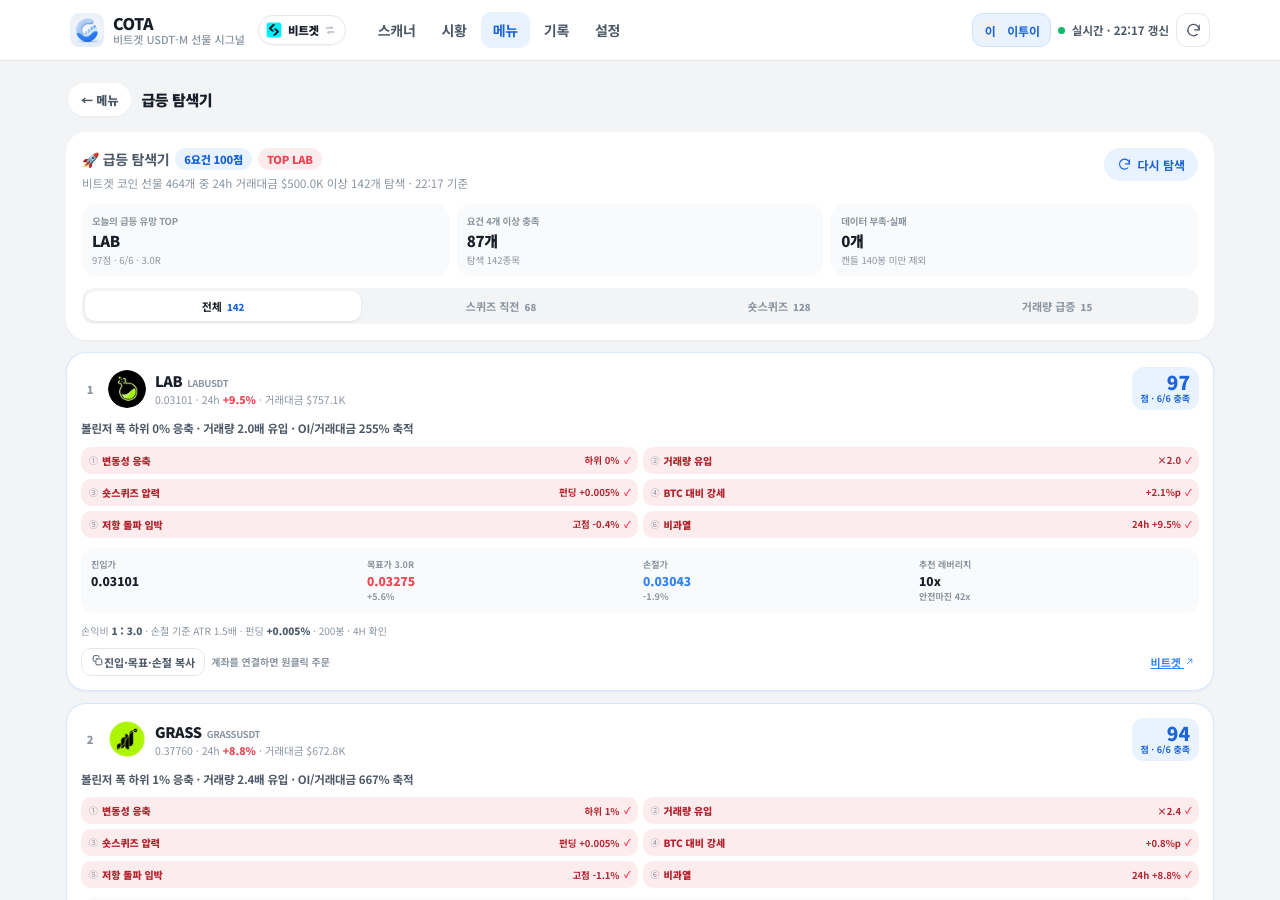 COTA
비트겟 USDT-M 선물 시그널
비트겟
스캐너 시황 메뉴 기록 설정
이 이투이
실시간 · 22:17 갱신
← 메뉴
급등 탐색기
🚀 급등 탐색기 6요건 100점 TOP LAB
비트겟 코인 선물 464개 중 24h 거래대금 $500.0K 이상 142개 탐색 · 22:17 기준
다시 탐색
오늘의 급등 유망 TOP
LAB
97점 · 6/6 · 3.0R
요건 4개 이상 충족
87개
탐색 142종목
데이터 부족·실패
0개
캔들 140봉 미만 제외
전체 142
스퀴즈 직전 68
숏스퀴즈 128
거래량 급증 15
1
LAB LABUSDT
0.03101 · 24h +9.5% · 거래대금 $757.1K
97
점 · 6/6 충족
볼린저 폭 하위 0% 응축 · 거래량 2.0배 유입 · OI/거래대금 255% 축적
① 변동성 응축 하위 0% ✓
② 거래량 유입 ×2.0 ✓
③ 숏스퀴즈 압력 펀딩 +0.005% ✓
④ BTC 대비 강세 +2.1%p ✓
⑤ 저항 돌파 임박 고점 -0.4% ✓
⑥ 비과열 24h +9.5% ✓
진입가
0.03101
목표가 3.0R
0.03275
+5.6%
손절가
0.03043
-1.9%
추천 레버리지
10x
안전마진 42x
손익비 1 : 3.0 · 손절 기준 ATR 1.5배 · 펀딩 +0.005% · 200봉 · 4H 확인
진입·목표·손절 복사
계좌를 연결하면 원클릭 주문
비트겟 ↗
2
GRASS GRASSUSDT
0.37760 · 24h +8.8% · 거래대금 $672.8K
94
점 · 6/6 충족
볼린저 폭 하위 1% 응축 · 거래량 2.4배 유입 · OI/거래대금 667% 축적
① 변동성 응축 하위 1% ✓
② 거래량 유입 ×2.4 ✓
③ 숏스퀴즈 압력 펀딩 +0.005% ✓
④ BTC 대비 강세 +0.8%p ✓
⑤ 저항 돌파 임박 고점 -1.1% ✓
⑥ 비과열 24h +8.8% ✓